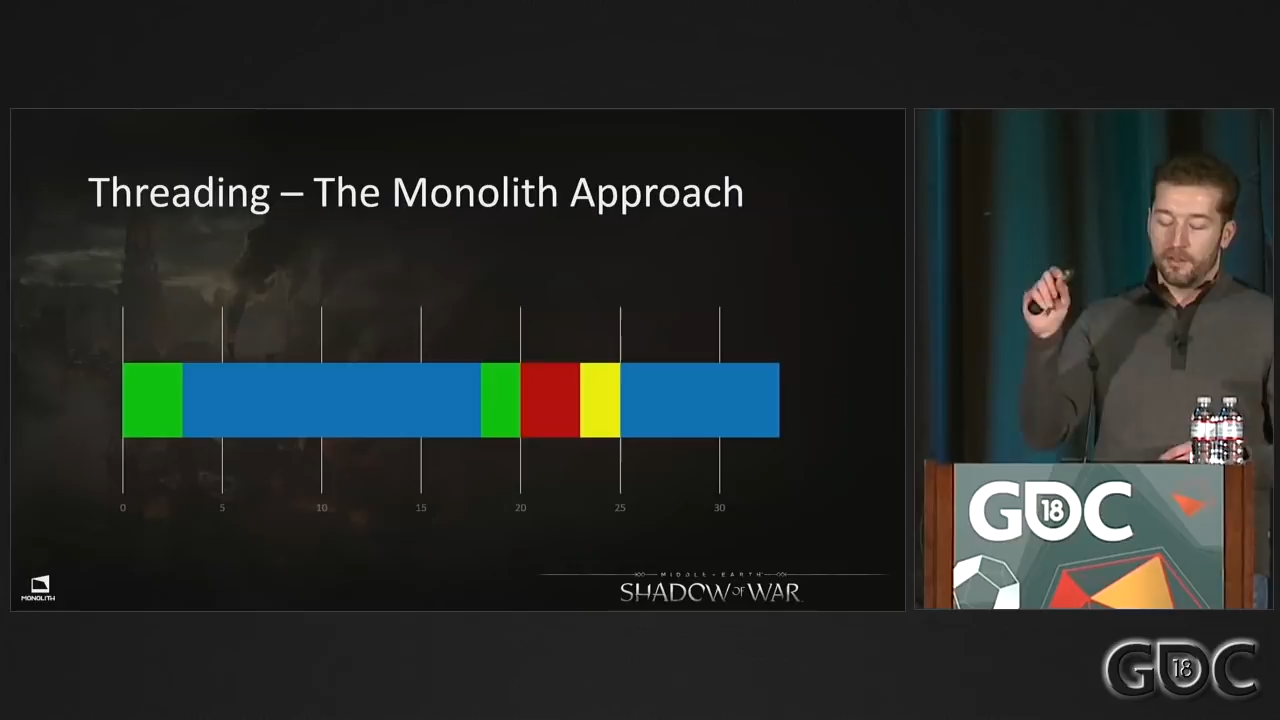 Threading – The Monolith Approach
0 5 10 15 20 25 30
MONOLITH
MIDDLE-EARTH
SHADOW OF WAR
GDC 18
GDC 18